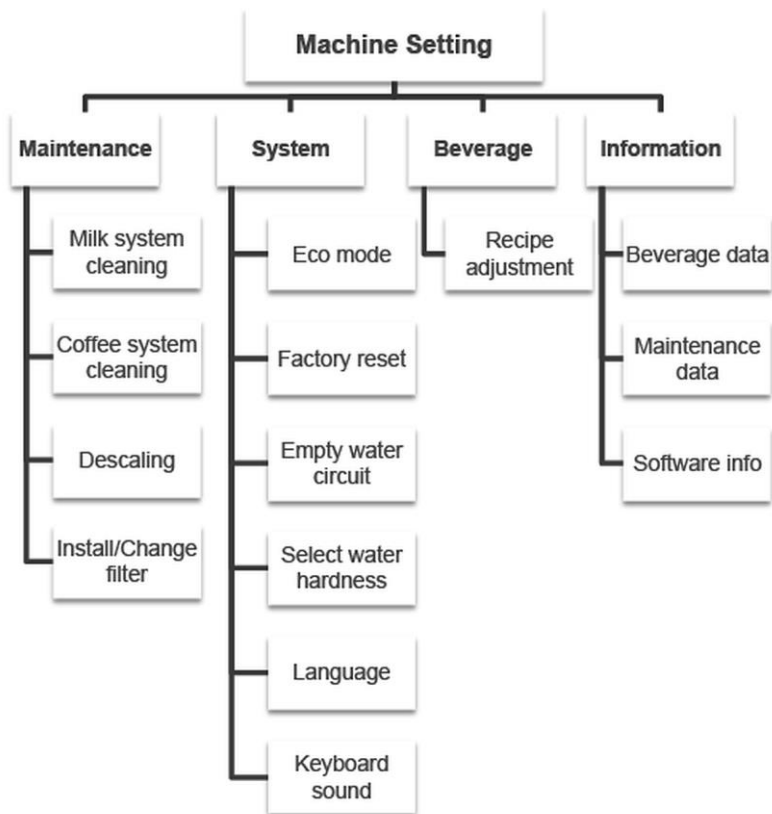 Machine Setting
Maintenance
System
Beverage
Information
Milk system
cleaning
Coffee system
cleaning
Descaling
Install/Change
filter
Eco mode
Factory reset
Empty water
circuit
Select water
hardness
Language
Keyboard
sound
Recipe
adjustment
Beverage data
Maintenance
data
Software info